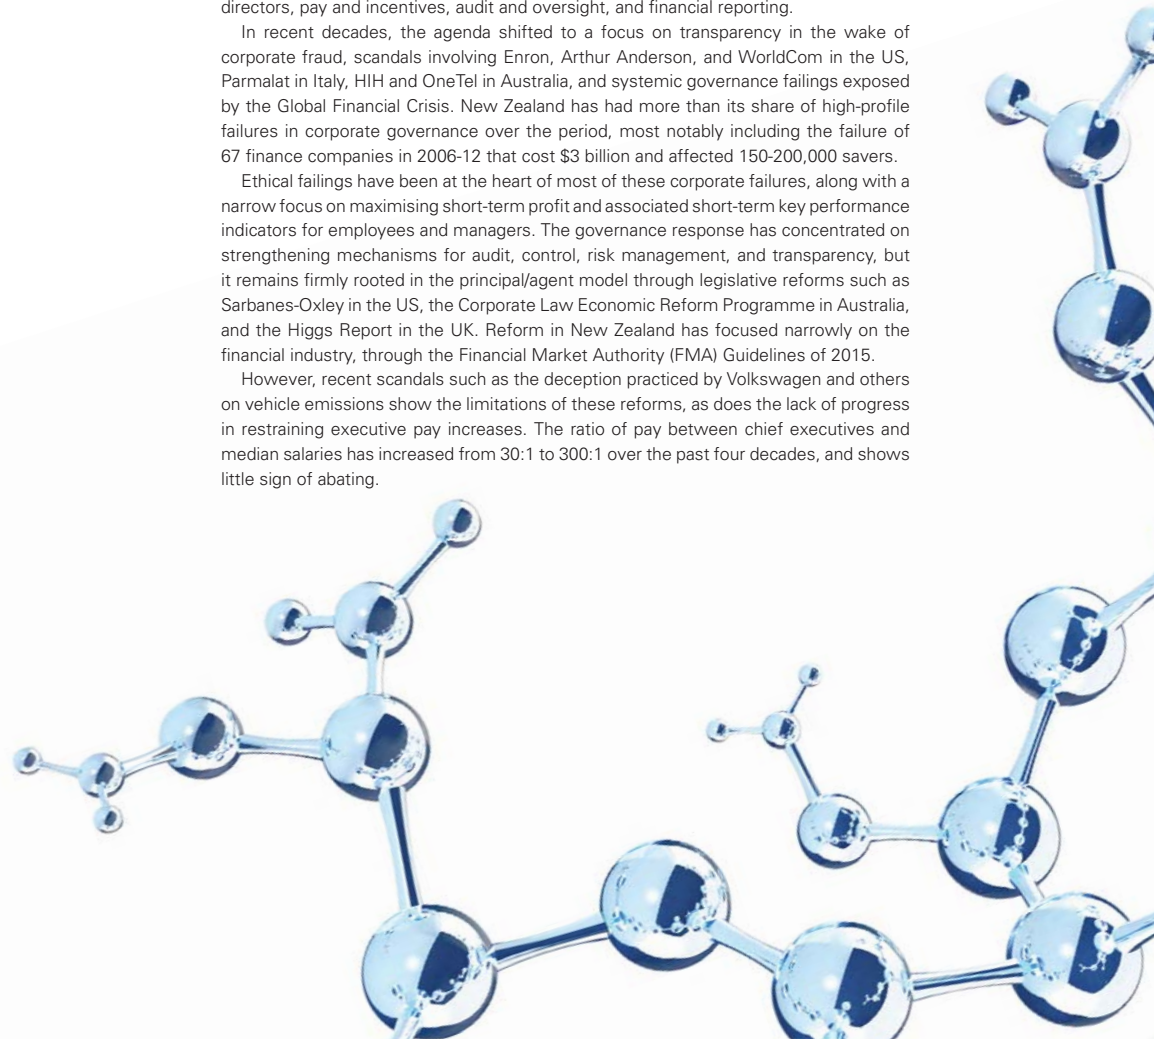 directors, pay and incentives, audit and oversight, and financial reporting.
In recent decades, the agenda shifted to a focus on transparency in the wake of
corporate fraud, scandals involving Enron, Arthur Anderson, and WorldCom in the US,
Parmalat in Italy, HIH and OneTel in Australia, and systemic governance failings exposed
by the Global Financial Crisis. New Zealand has had more than its share of high-profile
failures in corporate governance over the period, most notably including the failure of
67 finance companies in 2006-12 that cost $3 billion and affected 150-200,000 savers.
Ethical failings have been at the heart of most of these corporate failures, along with a
narrow focus on maximising short-term profit and associated short-term key performance
indicators for employees and managers. The governance response has concentrated on
strengthening mechanisms for audit, control, risk management, and transparency, but
it remains firmly rooted in the principal/agent model through legislative reforms such as
Sarbanes-Oxley in the US, the Corporate Law Economic Reform Programme in Australia,
and the Higgs Report in the UK. Reform in New Zealand has focused narrowly on the
financial industry, through the Financial Market Authority (FMA) Guidelines of 2015.
However, recent scandals such as the deception practiced by Volkswagen and others
on vehicle emissions show the limitations of these reforms, as does the lack of progress
in restraining executive pay increases. The ratio of pay between chief executives and
median salaries has increased from 30:1 to 300:1 over the past four decades, and shows
little sign of abating.